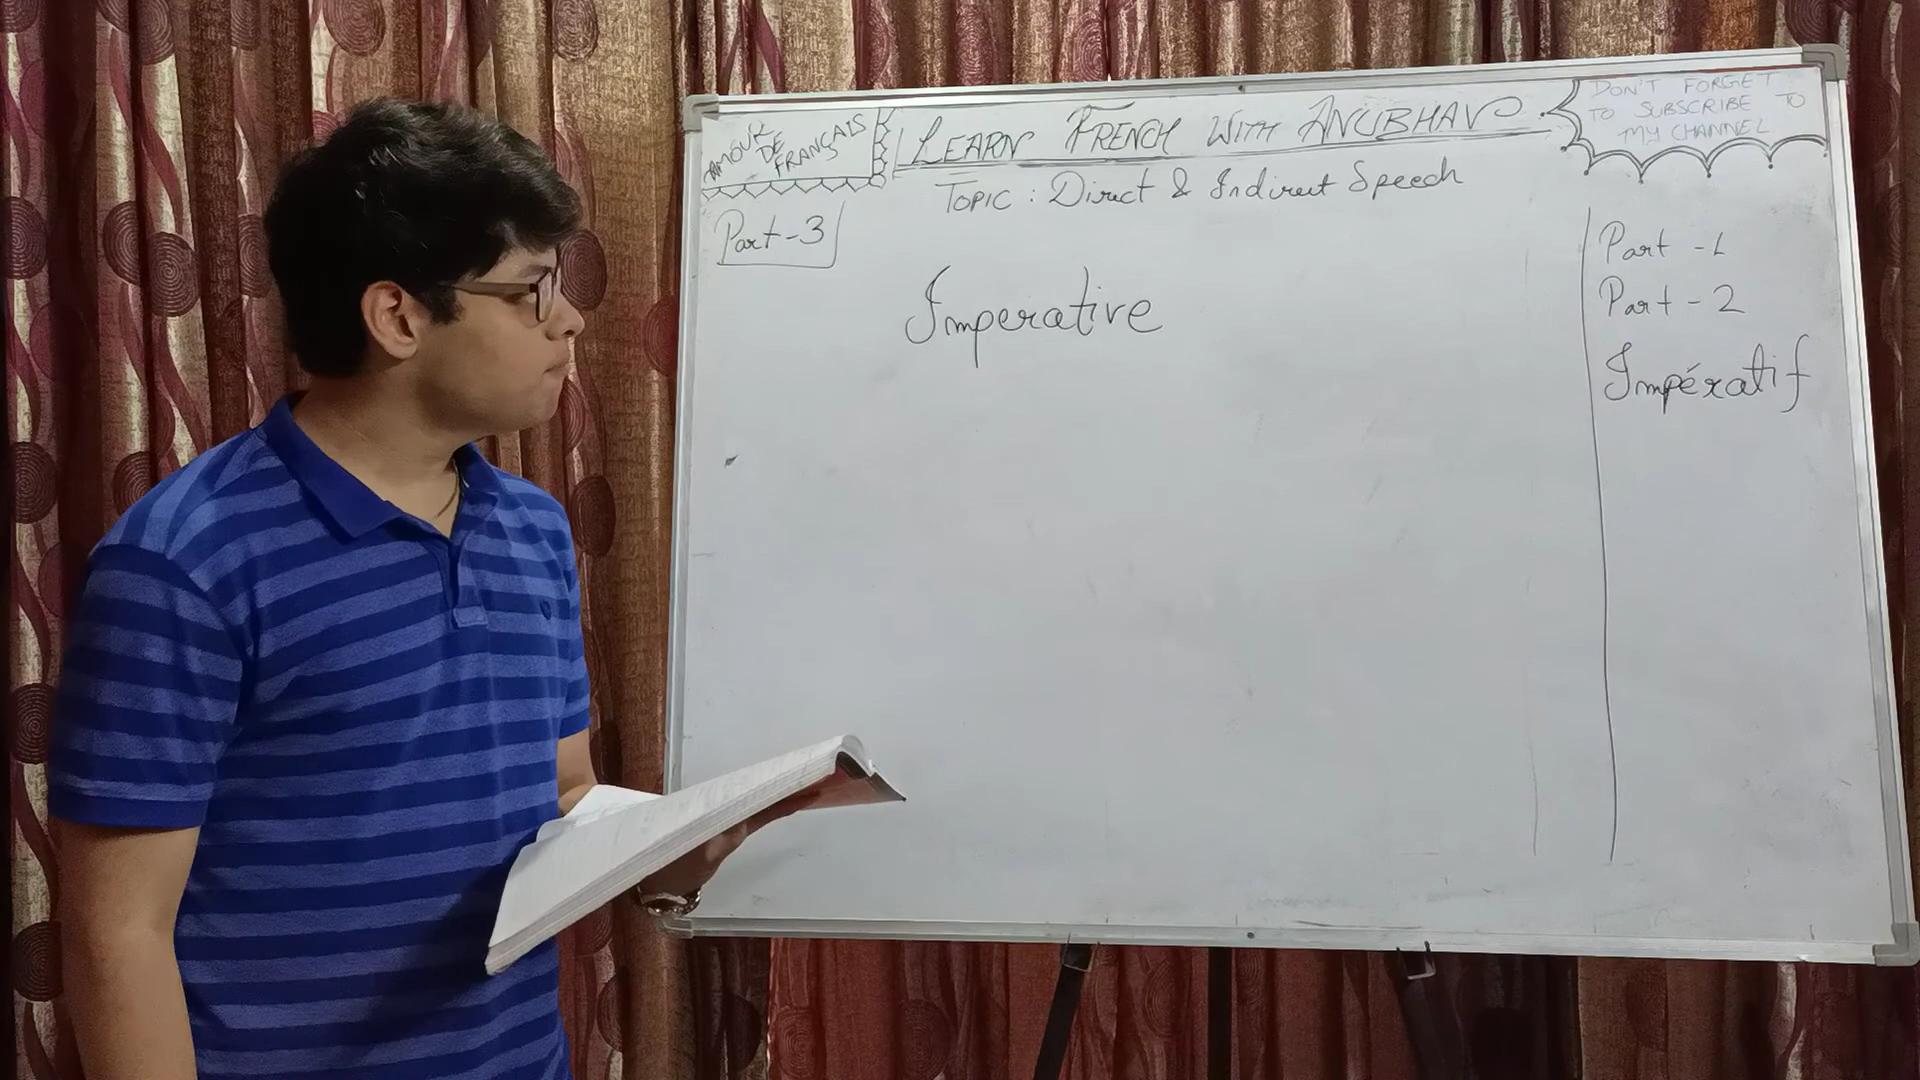 AMOUR
DE
FRANÇAIS
LEARN FRENCH WITH ANUBHAV
DON'T FORGET
TO SUBSCRIBE TO
MY CHANNEL
TOPIC : Direct & Indirect Speech
Part-3
Imperative
Part -1
Part - 2
Impératif